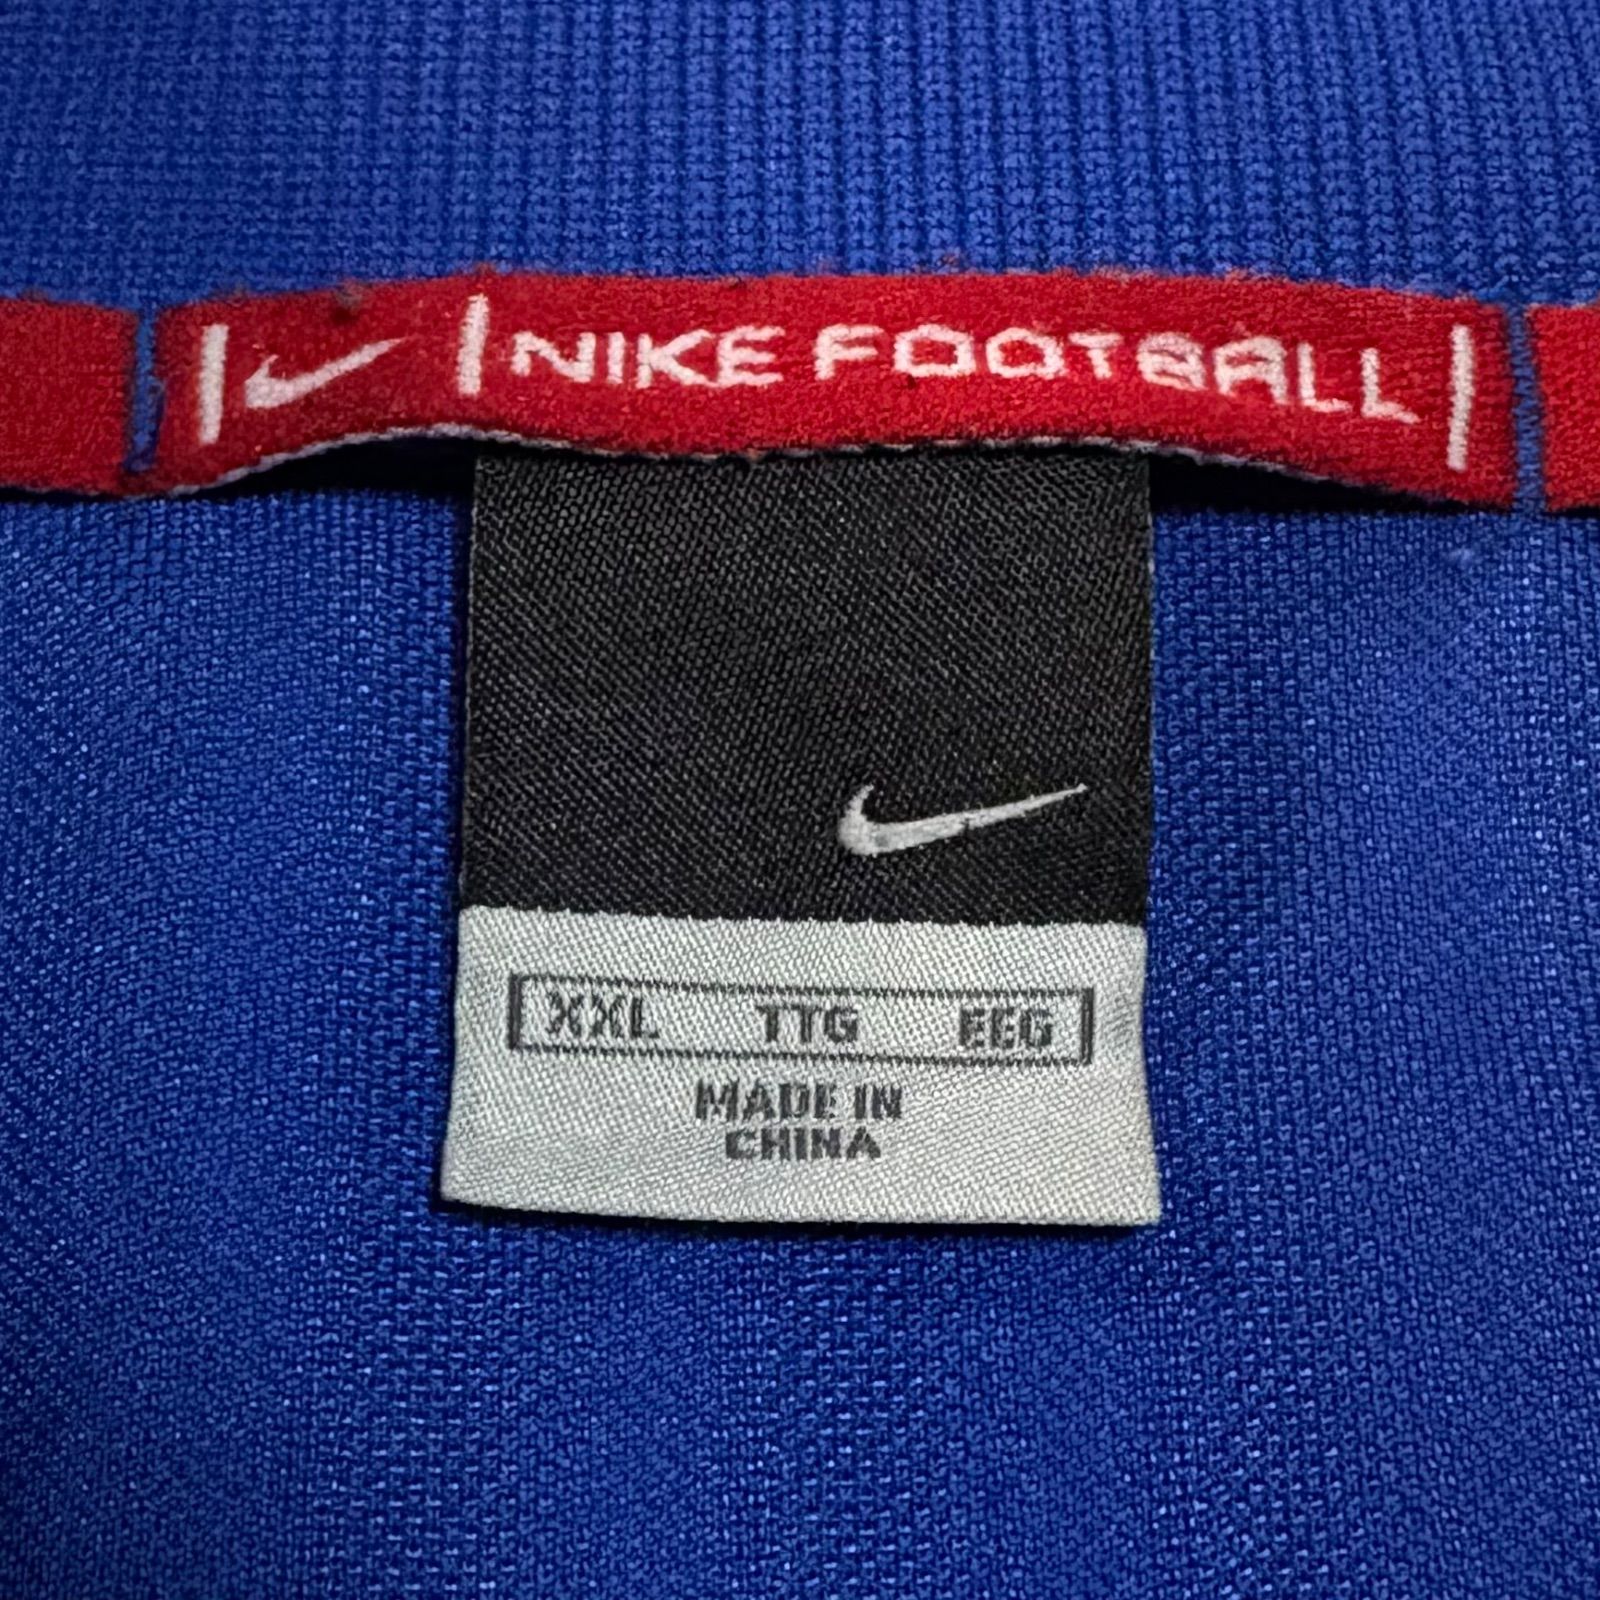 NIKE FOOTBALL
XXL TTG EEG
MADE IN
CHINA